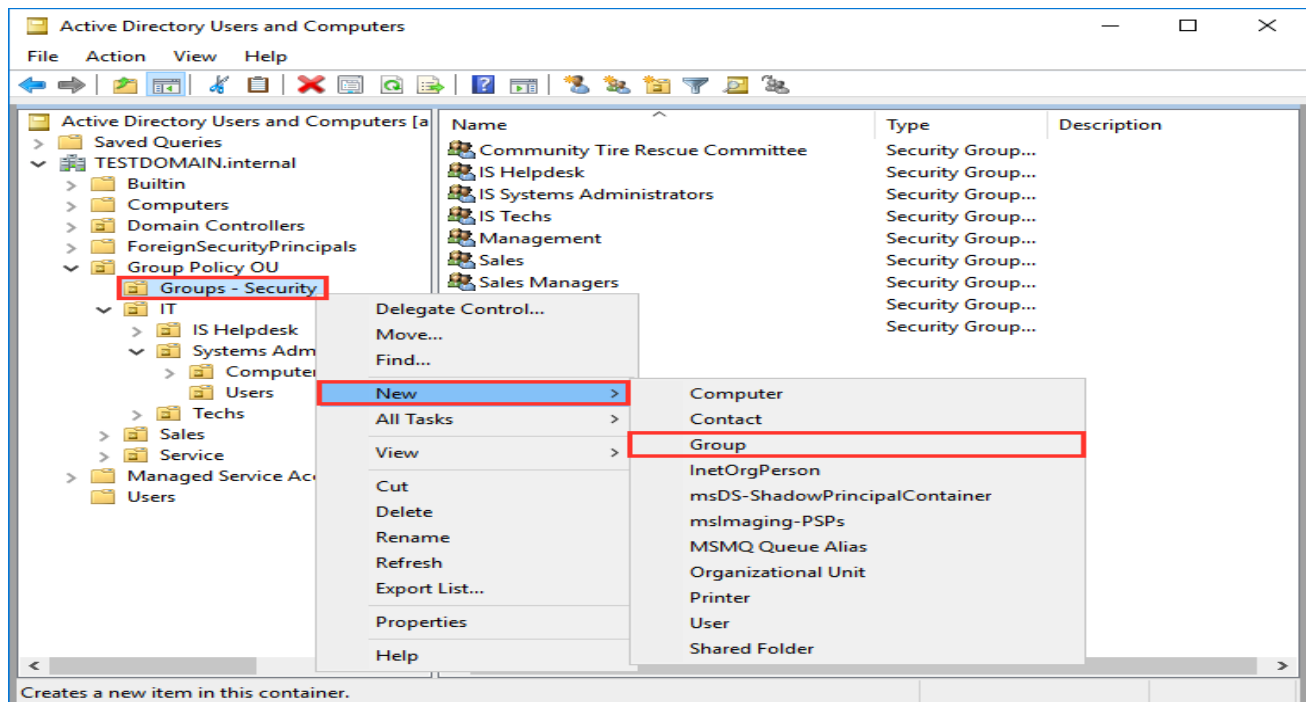 Active Directory Users and Computers
File Action View Help
Active Directory Users and Computers [a
Saved Queries
TESTDOMAIN.internal
Builtin
Computers
Domain Controllers
ForeignSecurityPrincipals
Group Policy OU
Groups - Security
IT
IS Helpdesk
Systems Adm
Computer
Users
Techs
Sales
Service
Managed Service Acc
Users
Name Type Description
Community Tire Rescue Committee Security Group...
IS Helpdesk Security Group...
IS Systems Administrators Security Group...
IS Techs Security Group...
Management Security Group...
Sales Security Group...
Sales Managers Security Group...
Security Group...
Security Group...
Delegate Control...
Move...
Find...
New >
All Tasks >
View >
Cut
Delete
Rename
Refresh
Export List...
Properties
Help
Computer
Contact
Group
InetOrgPerson
msDS-ShadowPrincipalContainer
msImaging-PSPs
MSMQ Queue Alias
Organizational Unit
Printer
User
Shared Folder
Creates a new item in this container.